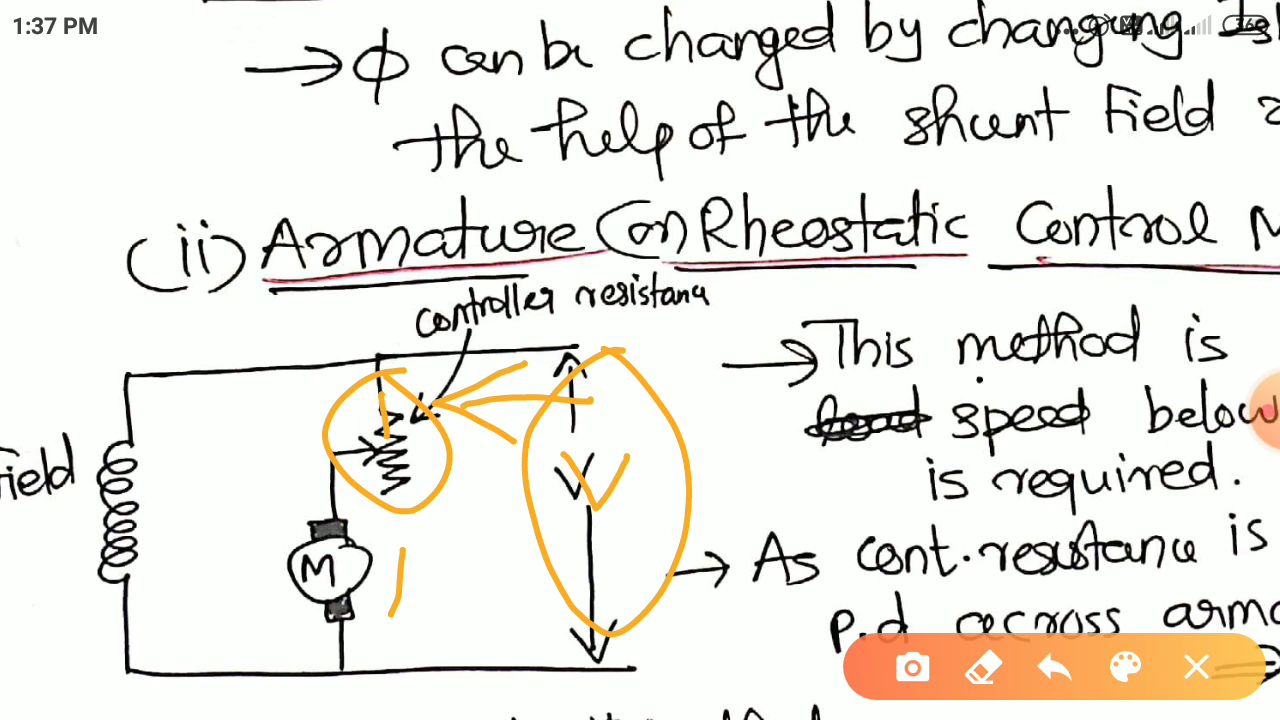 1:37 PM
→ ϕ can be changed by changing Is
the help of the shunt Field
(ii) Armature (or) Rheostatic Control M
controller resistance
→ This method is
speed below
is required.
Field
V
V
M
→ As cont. resistance is
p.d across arma